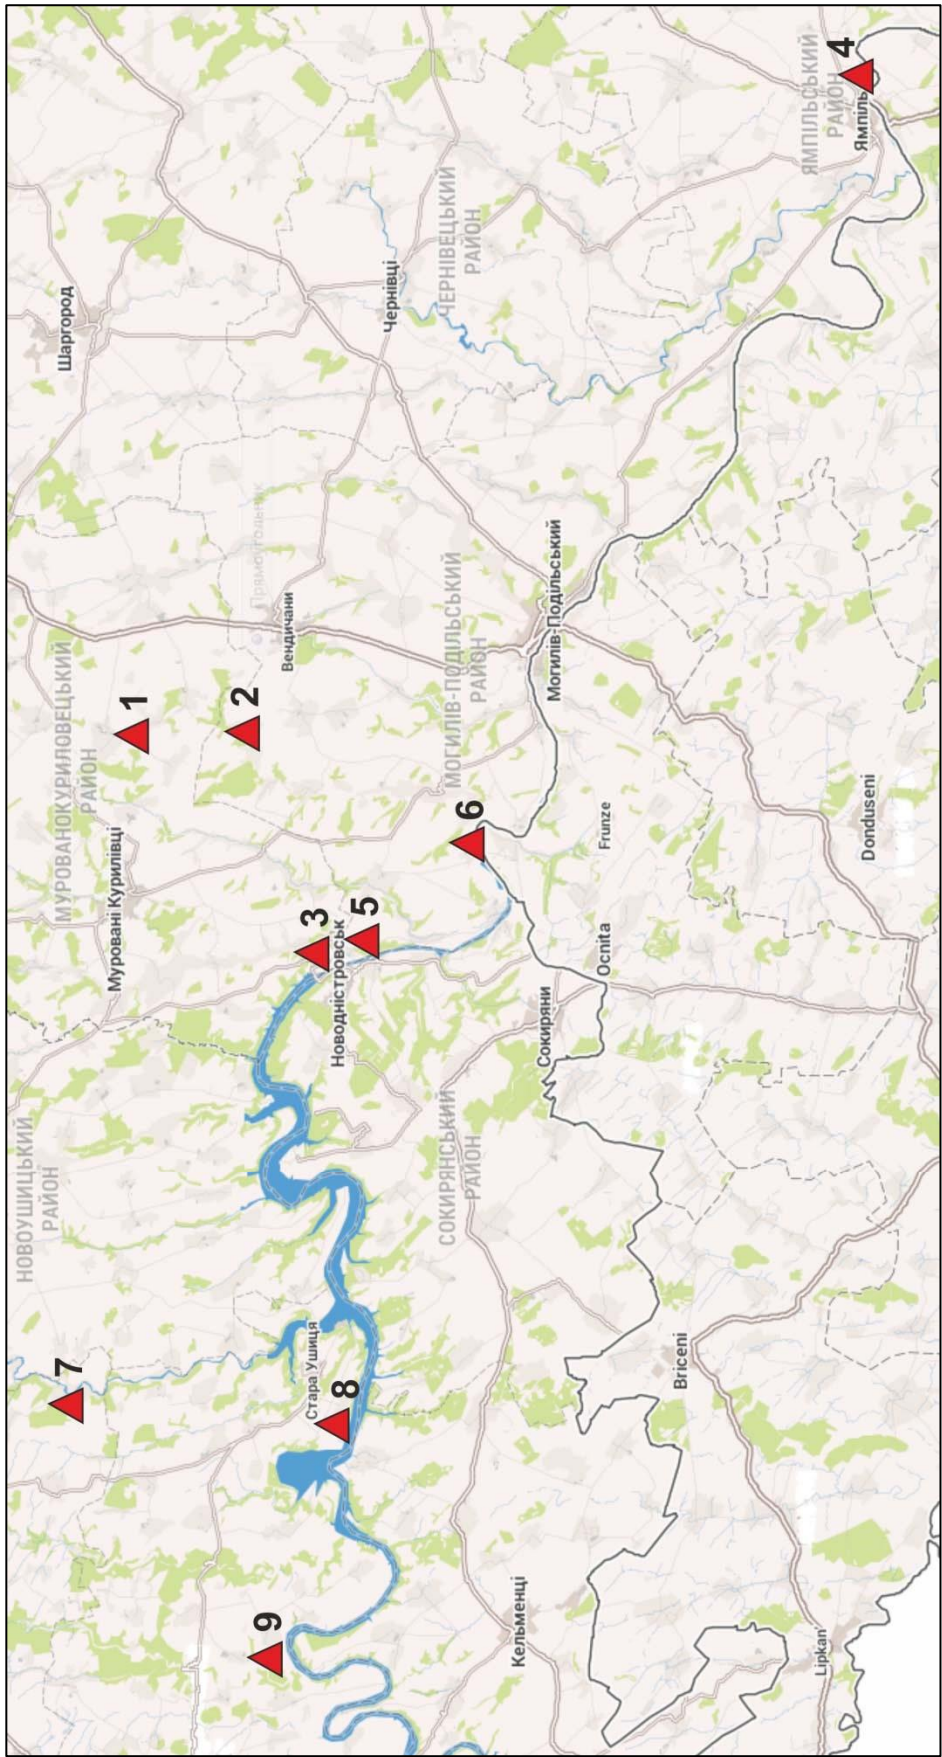 НОВОУШИЦЬКИЙ
РАЙОН
7
МУРОВАНОКУРИЛОВЕЦЬКИЙ
РАЙОН
Шаргород
Муровані Курилівці
1
2
Прямоугольник
9
Вендичани
Стара Ушиця
3
Новодністровськ
8
5
Чернівці
СОКИРЯНСЬКИЙ
РАЙОН
МОГИЛІВ-ПОДІЛЬСЬКИЙ
РАЙОН
ЧЕРНІВЕЦЬКИЙ
РАЙОН
6
Кельменці
Сокиряни
Могилів-Подільський
Ocnita
Frunze
Briceni
ЯМПІЛЬСЬКИЙ
РАЙОН
Lipkan'
4
Ямпіль
Donduseni